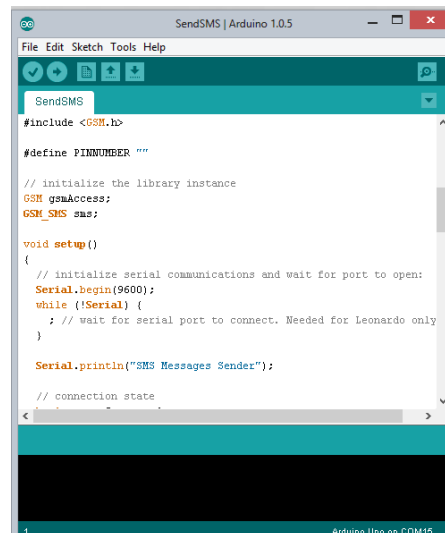 SendSMS | Arduino 1.0.5
File Edit Sketch Tools Help
SendSMS
#include <GSM.h>
#define PINNUMBER ""
// initialize the library instance
GSM gsmAccess;
GSM_SMS sms;
void setup()
{
// initialize serial communications and wait for port to open:
Serial.begin(9600);
while (!Serial) {
; // wait for serial port to connect. Needed for Leonardo only
}
Serial.println("SMS Messages Sender");
// connection state
1 Arduino Uno on COM15